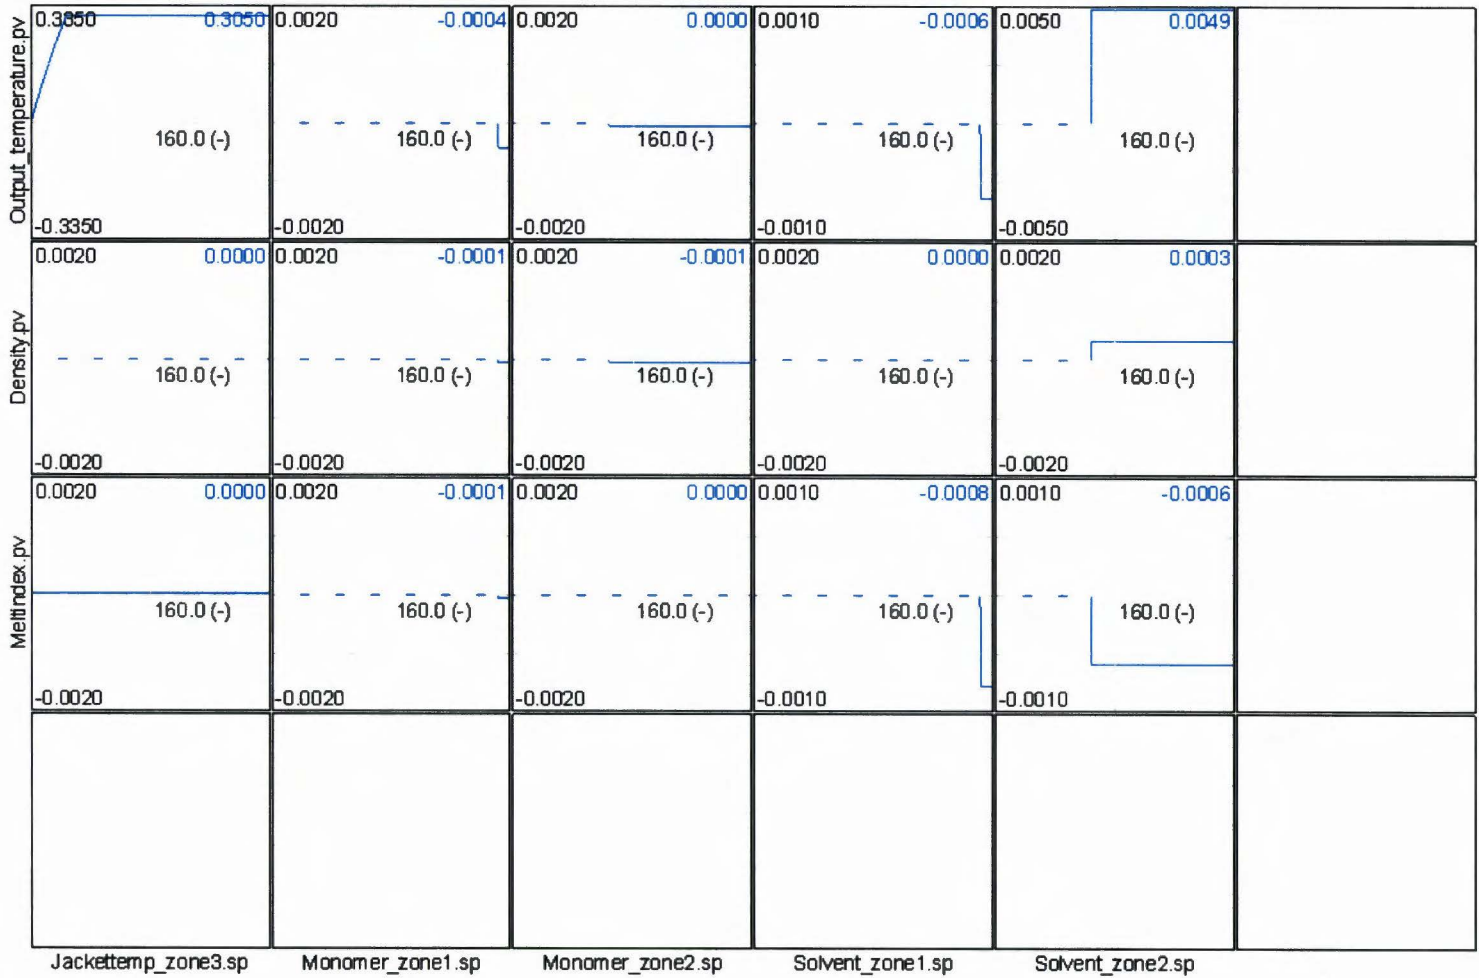 Output_temperature.pv
0.3350 0.3050 0.0020 -0.0004 0.0020 0.0000 0.0010 -0.0006 0.0050 0.0049
160.0 (-) 160.0 (-) 160.0 (-) 160.0 (-) 160.0 (-)
-0.3350 -0.0020 -0.0020 -0.0010 -0.0050
Density.pv
0.0020 0.0000 0.0020 -0.0001 0.0020 -0.0001 0.0020 0.0000 0.0020 0.0003
160.0 (-) 160.0 (-) 160.0 (-) 160.0 (-) 160.0 (-)
-0.0020 -0.0020 -0.0020 -0.0020 -0.0020
Meltindex.pv
0.0020 0.0000 0.0020 -0.0001 0.0020 0.0000 0.0010 -0.0008 0.0010 -0.0006
160.0 (-) 160.0 (-) 160.0 (-) 160.0 (-) 160.0 (-)
-0.0020 -0.0020 -0.0020 -0.0010 -0.0010
Jackettemp_zone3.sp Monomer_zone1.sp Monomer_zone2.sp Solvent_zone1.sp Solvent_zone2.sp